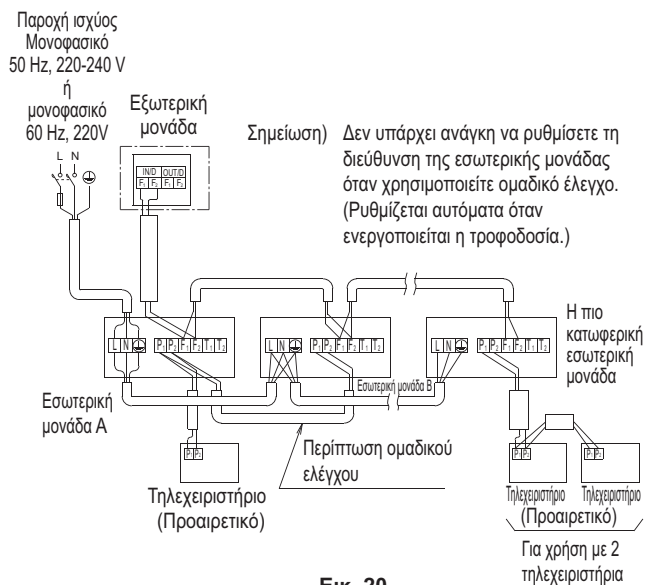 Παροχή ισχύος
Μονοφασικό
50 Hz, 220-240 V
ή
μονοφασικό
60 Hz, 220V
L N
Εξωτερική
μονάδα
IN/D OUT/D
F₁ F₂ F₁ F₂
Σημείωση) Δεν υπάρχει ανάγκη να ρυθμίσετε τη
διεύθυνση της εσωτερικής μονάδας
όταν χρησιμοποιείτε ομαδικό έλεγχο.
(Ρυθμίζεται αυτόματα όταν
ενεργοποιείται η τροφοδοσία.)
L N P₁ P₂ F₁ F₂ T₁ T₂
L N P₁ P₂ F₁ F₂ T₁ T₂
L N P₁ P₂ F₁ F₂ T₁ T₂
Η πιο
κατωφερική
εσωτερική
μονάδα
Εσωτερική
μονάδα A
Εσωτερική μονάδα B
Περίπτωση ομαδικού
ελέγχου
P₁ P₂
Τηλεχειριστήριο
(Προαιρετικό)
P₁ P₂
P₁ P₂
Τηλεχειριστήριο Τηλεχειριστήριο
(Προαιρετικό)
Για χρήση με 2
τηλεχειριστήρια
Εικ. 20